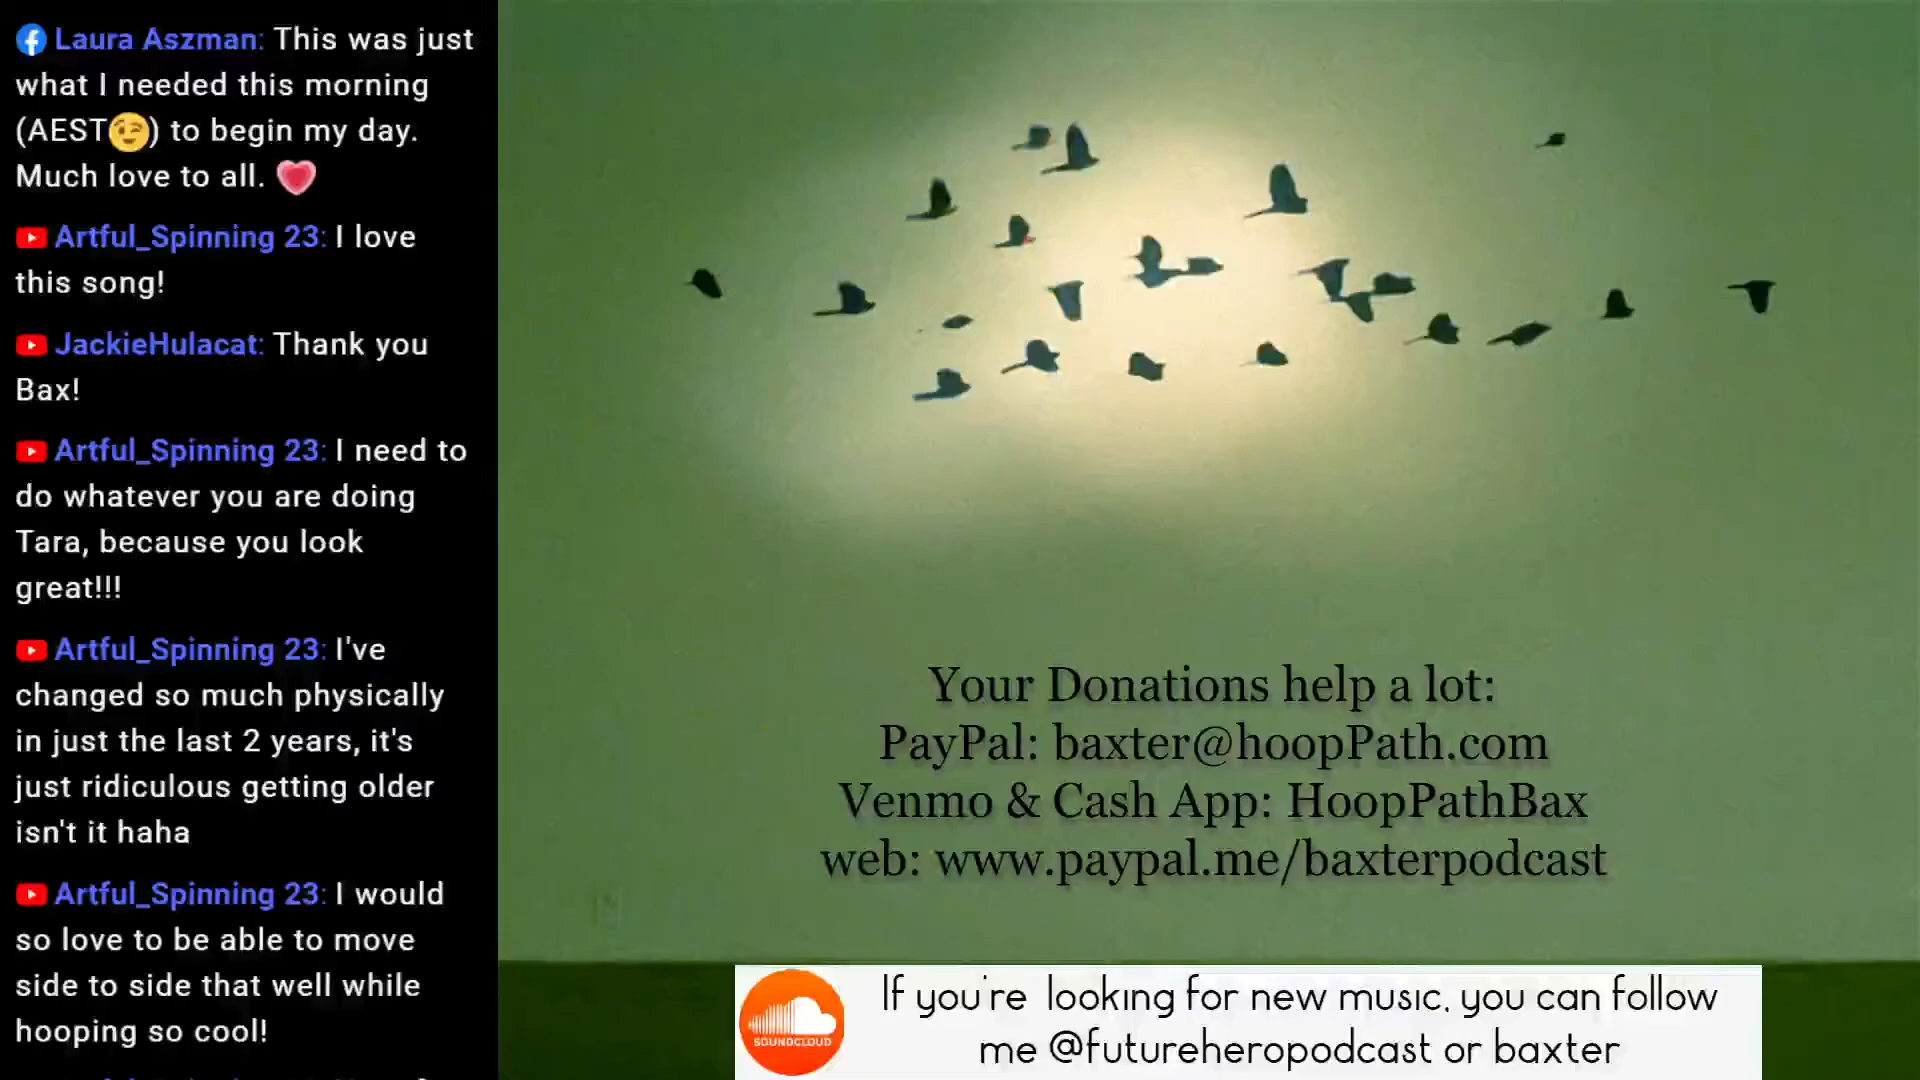 Laura Aszman: This was just
what I needed this morning
(AEST😉) to begin my day.
Much love to all. 💗
Artful_Spinning 23: I love
this song!
JackieHulacat: Thank you
Bax!
Artful_Spinning 23: I need to
do whatever you are doing
Tara, because you look
great!!!
Artful_Spinning 23: I've
changed so much physically
in just the last 2 years, it's
just ridiculous getting older
isn't it haha
Artful_Spinning 23: I would
so love to be able to move
side to side that well while
hooping so cool!
Your Donations help a lot:
PayPal: baxter@hoopPath.com
Venmo & Cash App: HoopPathBax
web: www.paypal.me/baxterpodcast
SOUNDCLOUD
If you're looking for new music, you can follow
me @futureheropodcast or baxter